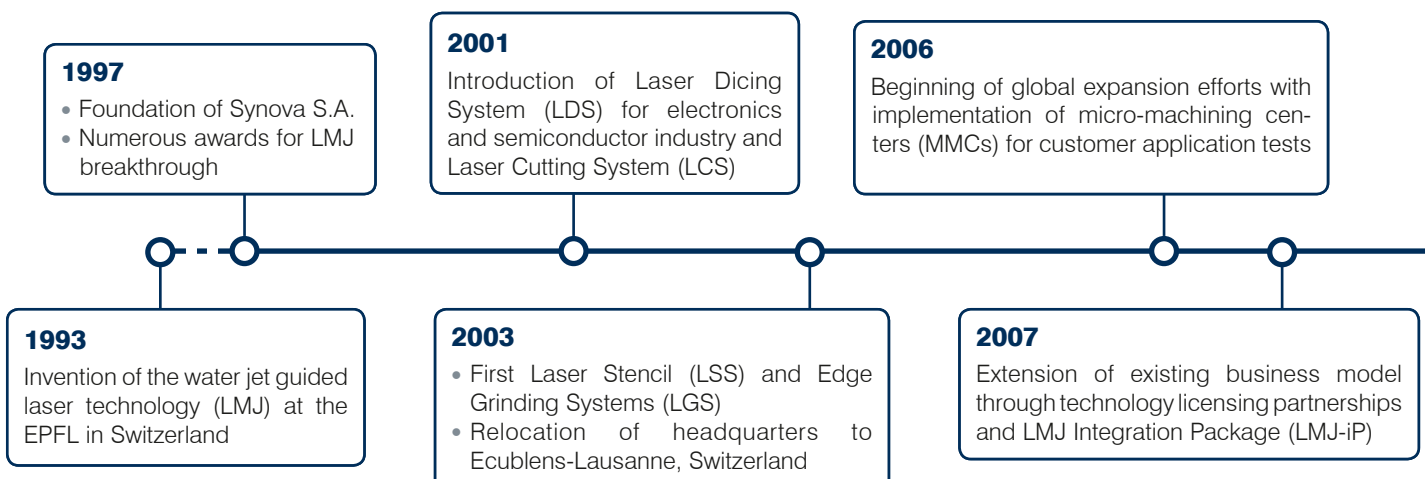 1997
• Foundation of Synova S.A.
• Numerous awards for LMJ
breakthrough
2001
Introduction of Laser Dicing
System (LDS) for electronics
and semiconductor industry and
Laser Cutting System (LCS)
2006
Beginning of global expansion efforts with
implementation of micro-machining cen-
ters (MMCs) for customer application tests
1993
Invention of the water jet guided
laser technology (LMJ) at the
EPFL in Switzerland
2003
• First Laser Stencil (LSS) and Edge
Grinding Systems (LGS)
• Relocation of headquarters to
Ecublens-Lausanne, Switzerland
2007
Extension of existing business model
through technology licensing partnerships
and LMJ Integration Package (LMJ-iP)